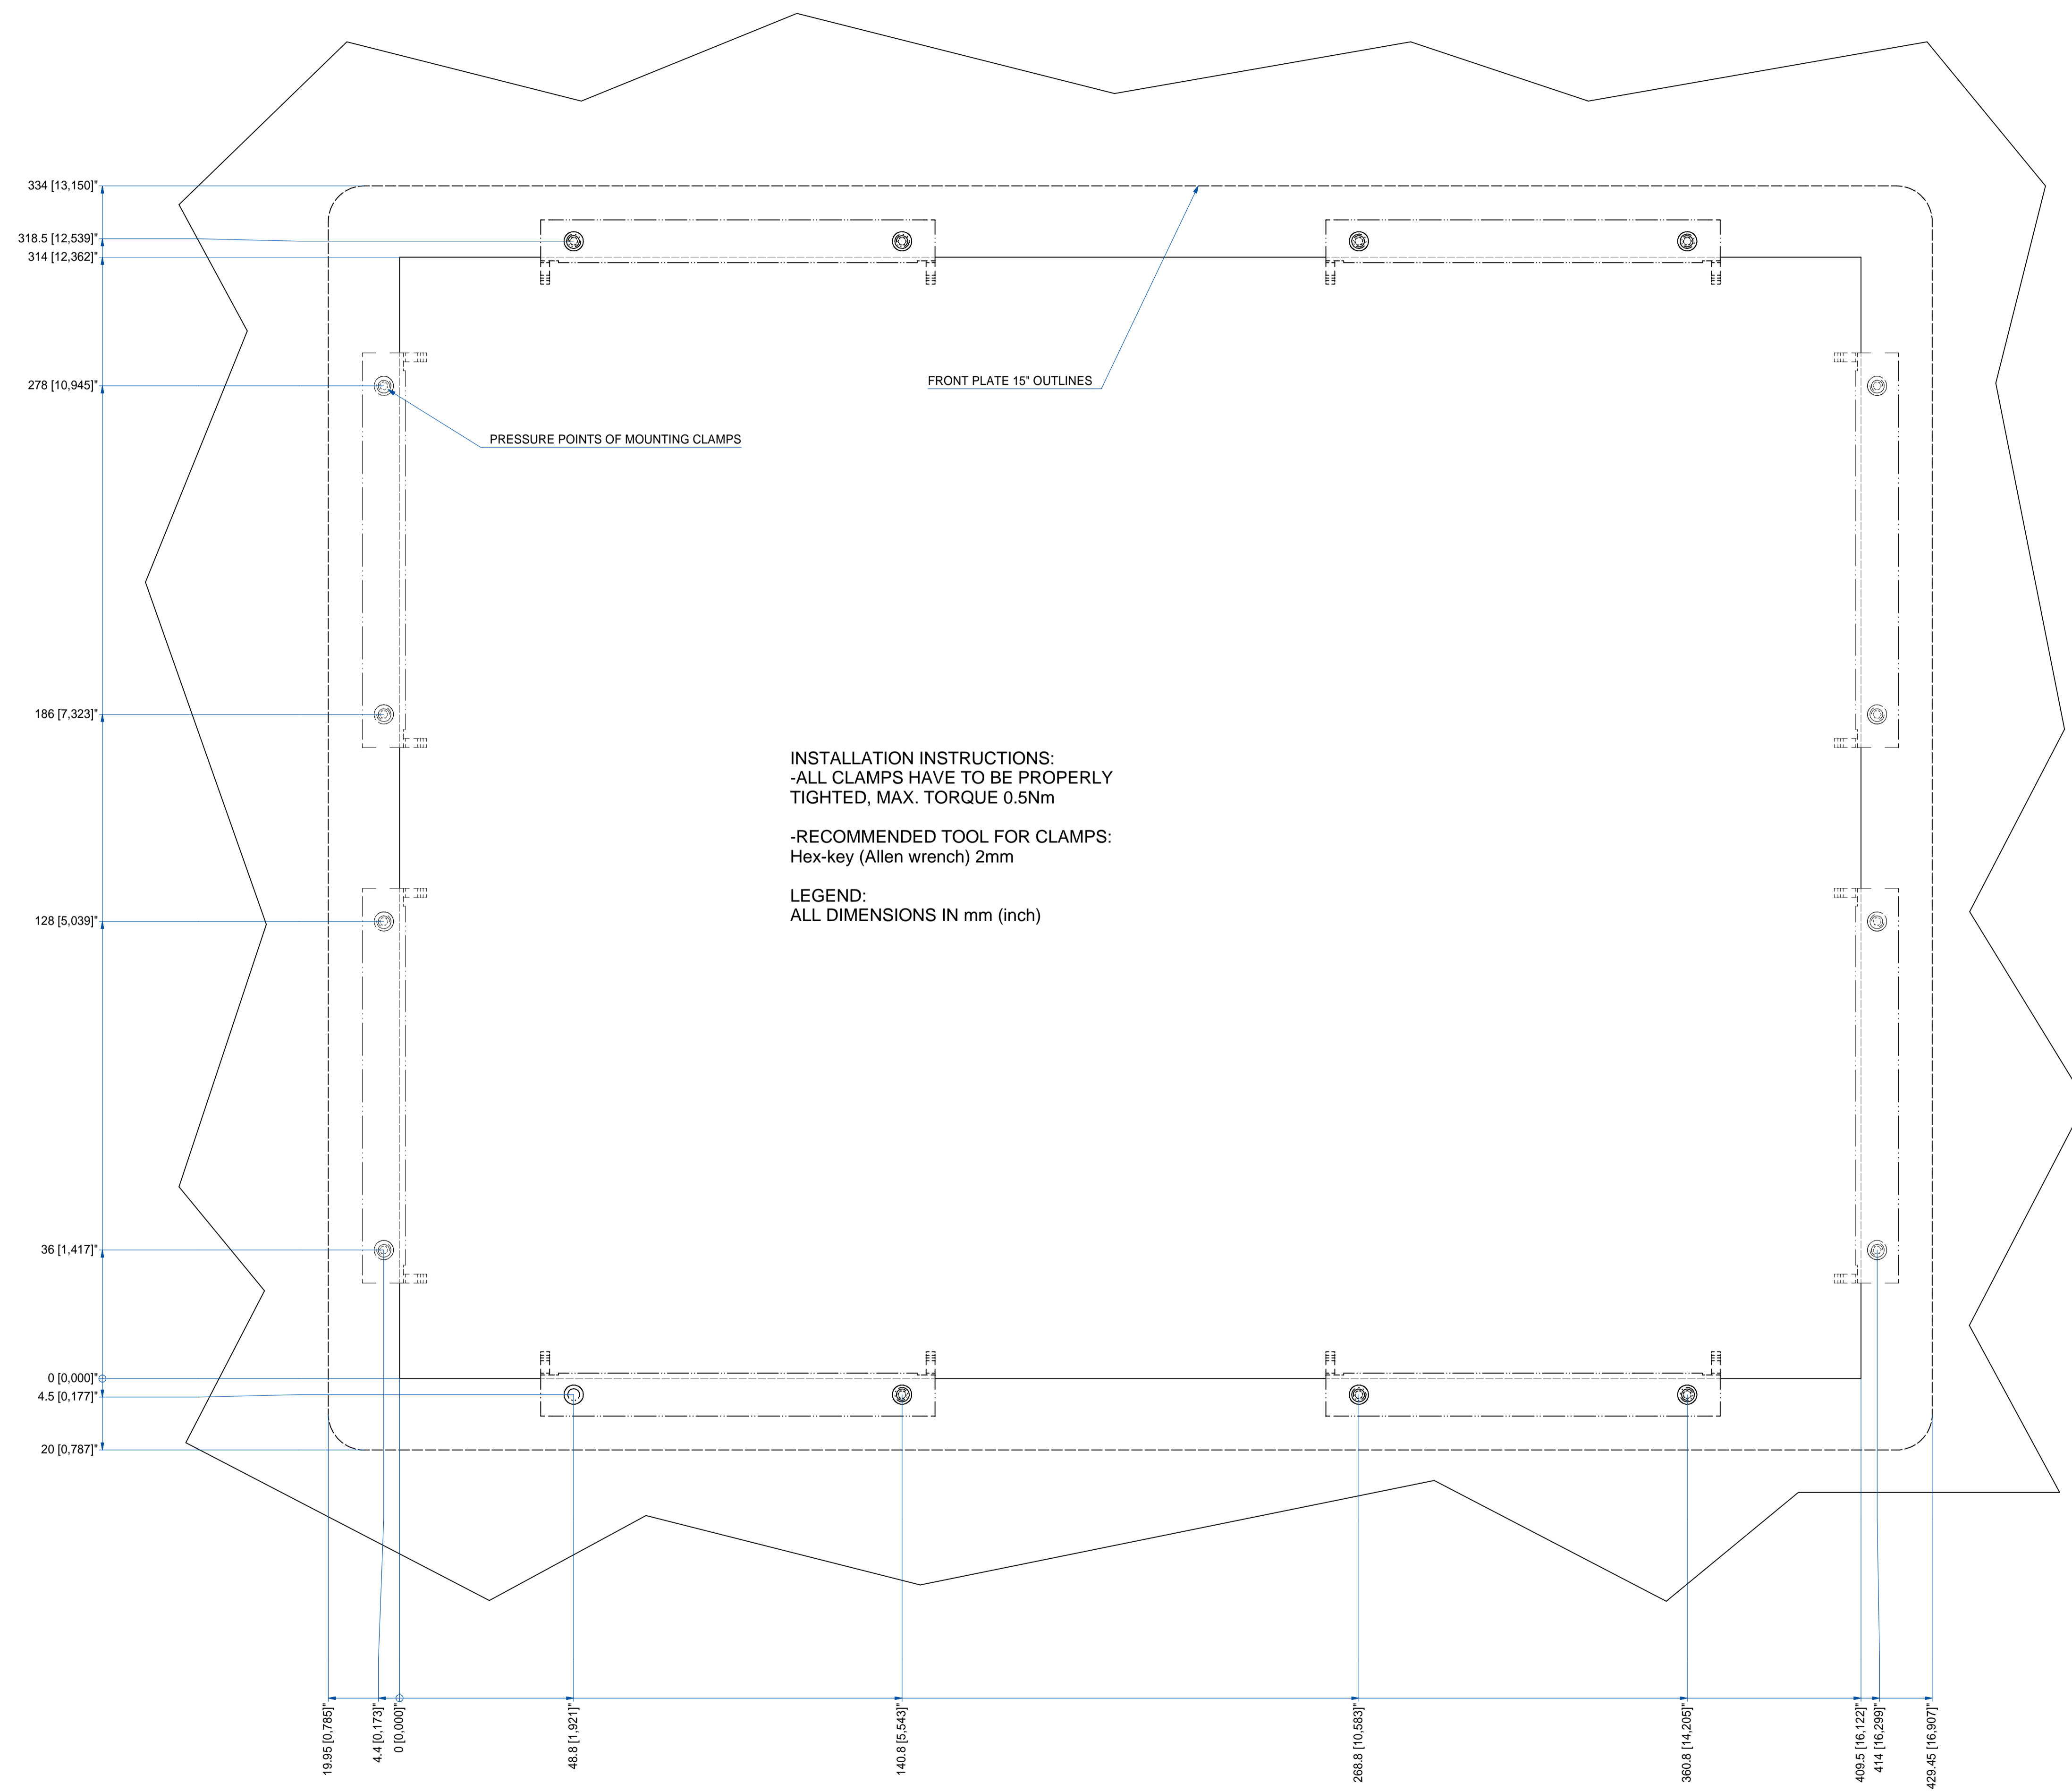 334 [13,150]"
318.5 [12,539]"
314 [12,362]"
278 [10,945]"
FRONT PLATE 15" OUTLINES
PRESSURE POINTS OF MOUNTING CLAMPS
186 [7,323]"
INSTALLATION INSTRUCTIONS:
-ALL CLAMPS HAVE TO BE PROPERLY
TIGHTED, MAX. TORQUE 0.5Nm
-RECOMMENDED TOOL FOR CLAMPS:
Hex-key (Allen wrench) 2mm
LEGEND:
ALL DIMENSIONS IN mm (inch)
128 [5,039]"
36 [1,417]"
0 [0,000]"
4.5 [0,177]"
20 [0,787]"
19.95 [0,785]"
4.4 [0,173]"
0 [0,000]"
48.8 [1,921]"
140.8 [5,543]"
268.8 [10,583]"
360.8 [14,205]"
409.5 [16,122]"
414 [16,299]"
429.45 [16,907]"